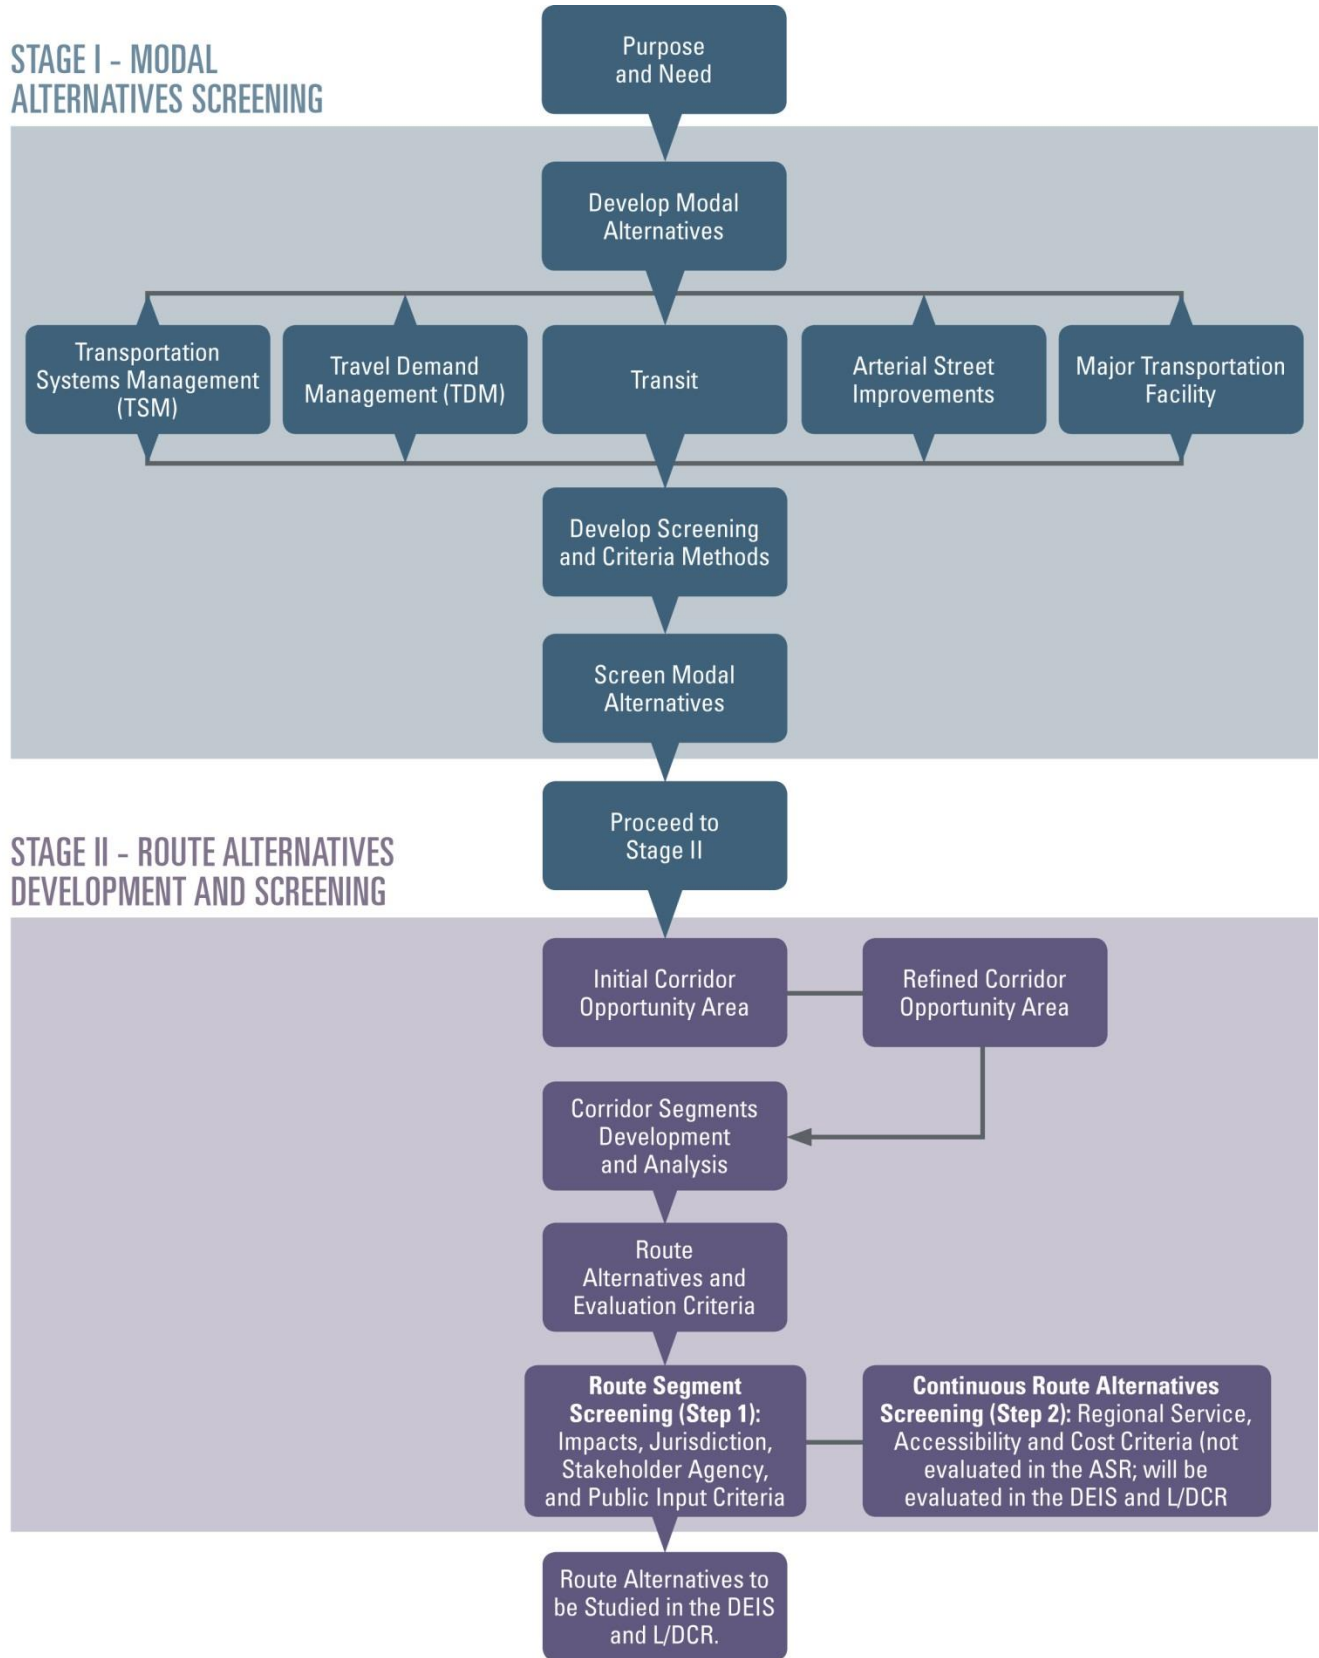 STAGE I - MODAL
ALTERNATIVES SCREENING
Purpose
and Need
Develop Modal
Alternatives
Transportation
Systems Management
(TSM)
Travel Demand
Management (TDM)
Transit
Arterial Street
Improvements
Major Transportation
Facility
Develop Screening
and Criteria Methods
Screen Modal
Alternatives
Proceed to
Stage II
STAGE II - ROUTE ALTERNATIVES
DEVELOPMENT AND SCREENING
Initial Corridor
Opportunity Area
Refined Corridor
Opportunity Area
Corridor Segments
Development
and Analysis
Route
Alternatives and
Evaluation Criteria
Route Segment
Screening (Step 1):
Impacts, Jurisdiction,
Stakeholder Agency,
and Public Input Criteria
Continuous Route Alternatives
Screening (Step 2): Regional Service,
Accessibility and Cost Criteria (not
evaluated in the ASR; will be
evaluated in the DEIS and L/DCR
Route Alternatives to
be Studied in the DEIS
and L/DCR.